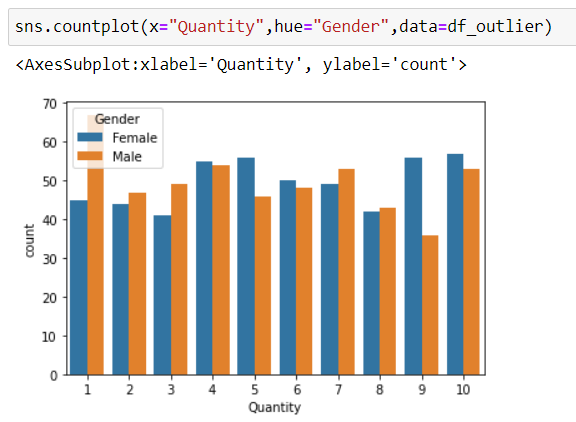 sns.countplot(x="Quantity",hue="Gender",data=df_outlier)
<AxesSubplot:xlabel='Quantity', ylabel='count'>
70
60
50
40
30
20
10
0
count
Gender
Female
Male
1 2 3 4 5 6 7 8 9 10
Quantity